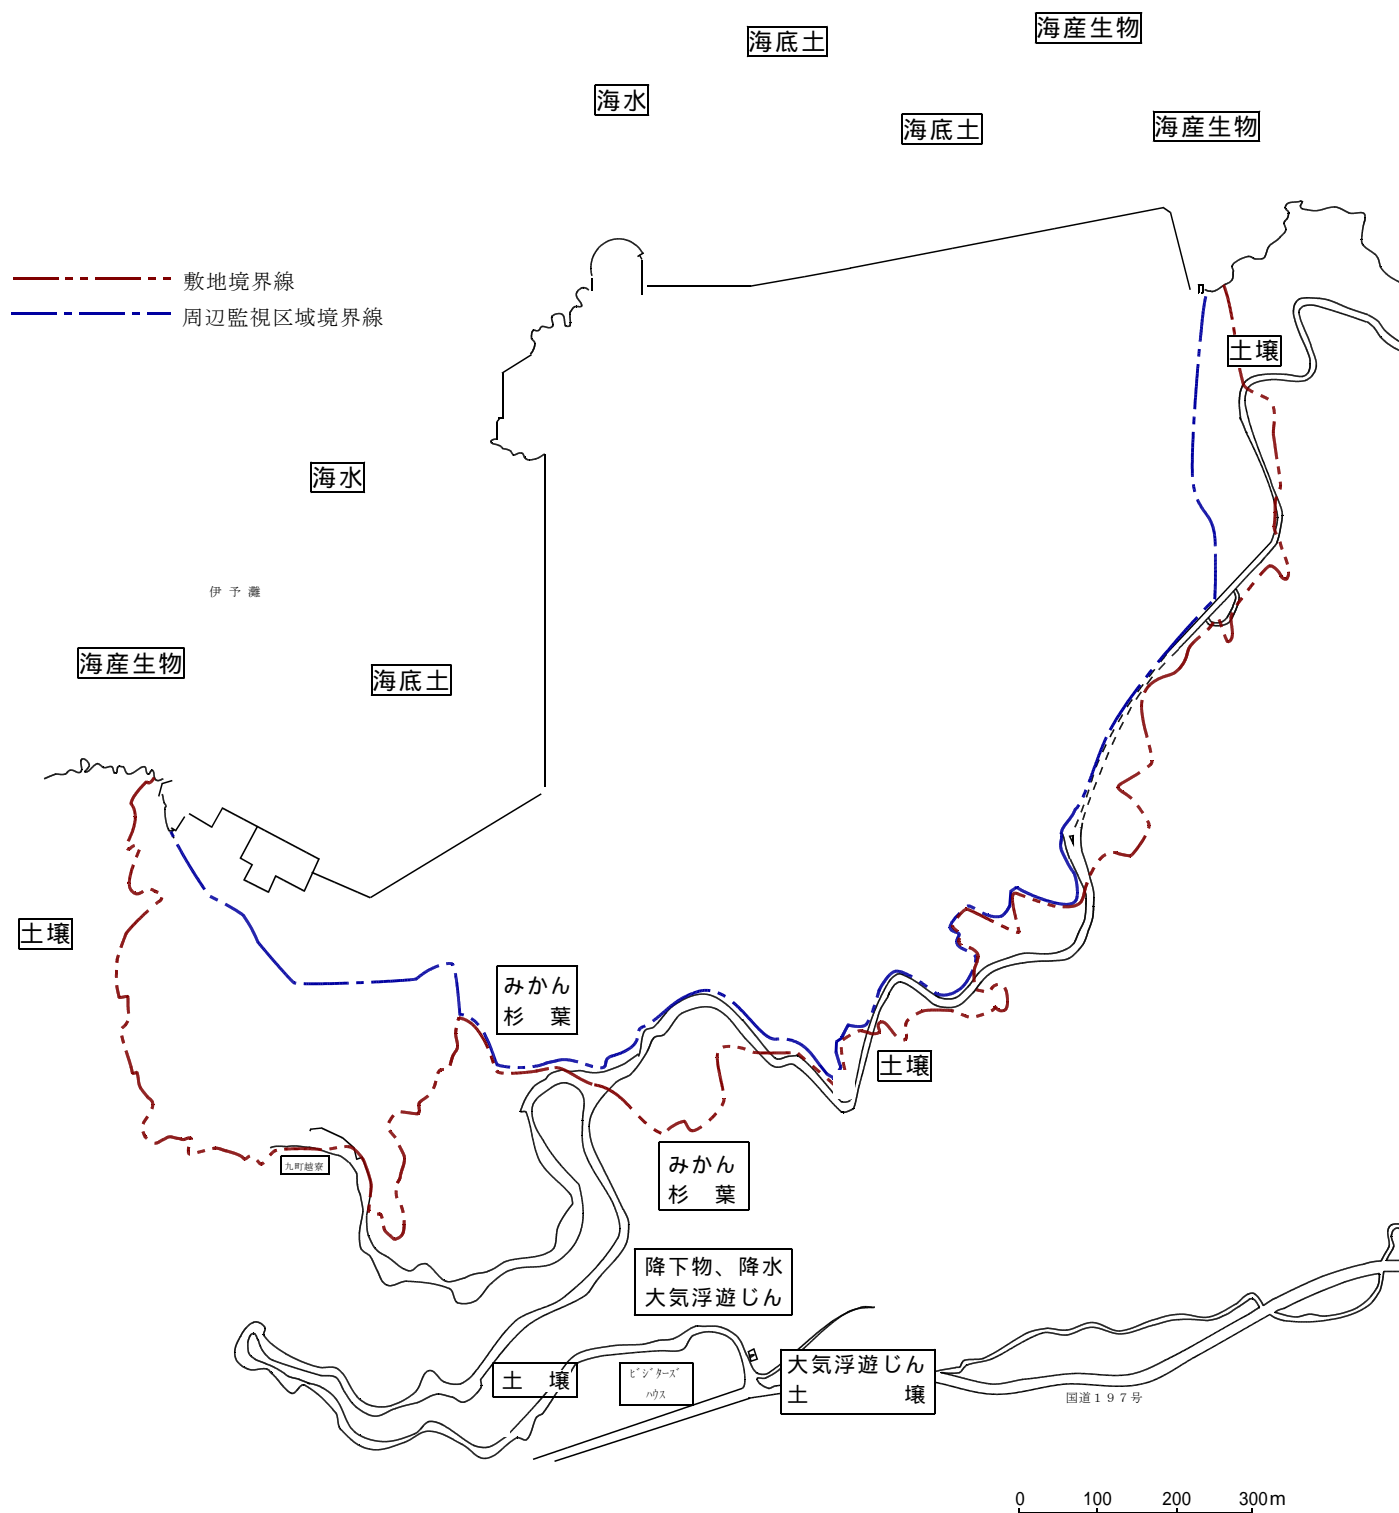 海産生物
海底土
海水
海底土
海産生物
敷地境界線
周辺監視区域境界線
土壌
海水
伊予灘
海産生物
海底土
土壌
みかん
杉　葉
土壌
みかん
杉　葉
九町越寮
降下物、降水
大気浮遊じん
土　壌
ﾋﾞｼﾞﾀｰｽﾞ
ﾊｳｽ
大気浮遊じん
土　　　　壌
国道１９７号
0 100 200 300m